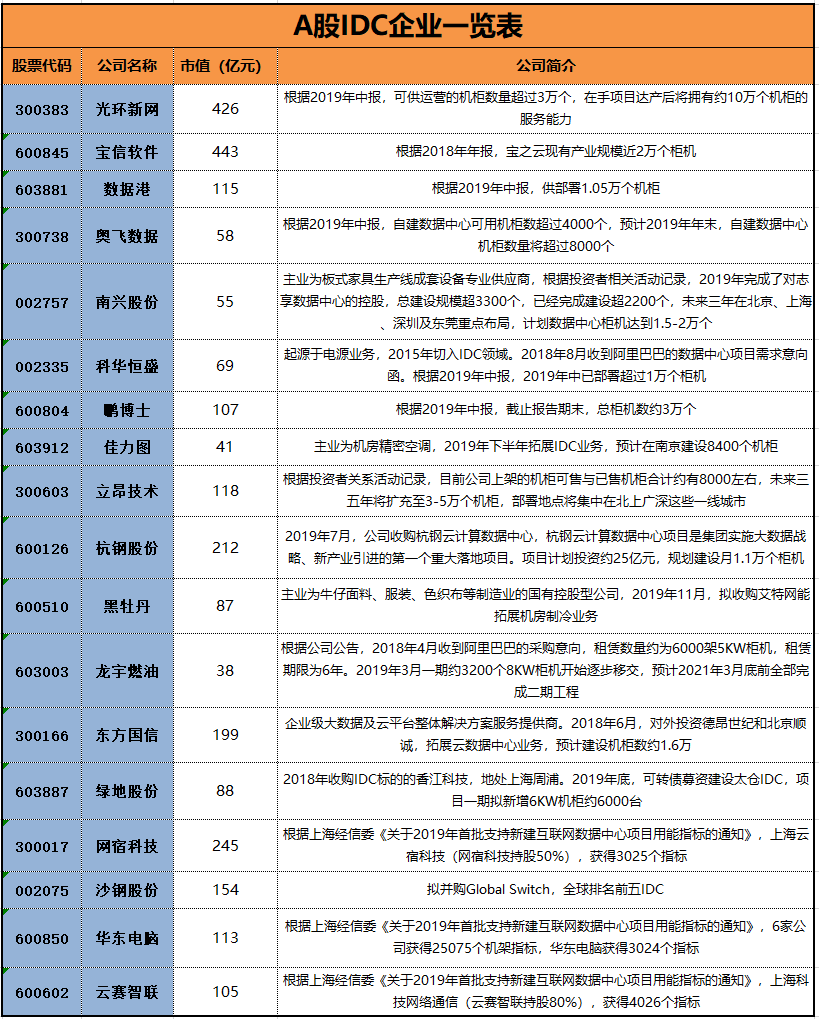 A股IDC企业一览表
股票代码 公司名称 市值（亿元） 公司简介
300383 光环新网 426 根据2019年中报，可供运营的机柜数量超过3万个，在手项目达产后将拥有约10万个机柜的
服务能力
600845 宝信软件 443 根据2018年年报，宝之云现有产业规模近2万个柜机
603881 数据港 115 根据2019年中报，供部署1.05万个机柜
300738 奥飞数据 58 根据2019年中报，自建数据中心可用机柜数超过4000个，预计2019年年末，自建数据中心
机柜数量将超过8000个
002757 南兴股份 55 主业为板式家具生产线成套设备专业供应商，根据投资者相关活动记录，2019年完成了对志
享数据中心的控股，总建设规模超3300个，已经完成建设超2200个，未来三年在北京、上海
、深圳及东莞重点布局，计划数据中心柜机达到1.5-2万个
002335 科华恒盛 69 起源于电源业务，2015年切入IDC领域。2018年8月收到阿里巴巴的数据中心项目需求意向
函。根据2019年中报，2019年中已部署超过1万个柜机
600804 鹏博士 107 根据2019年中报，截止报告期末，总柜机数约3万个
603912 佳力图 41 主业为机房精密空调，2019年下半年拓展IDC业务，预计在南京建设8400个机柜
300603 立昂技术 118 根据投资者关系活动记录，目前公司上架的机柜可售与已售机柜合计约有8000左右，未来三
五年将扩充至3-5万个机柜，部署地点将集中在北上广深这些一线城市
600126 杭钢股份 212 2019年7月，公司收购杭钢云计算数据中心，杭钢云计算数据中心项目是集团实施大数据战
略、新产业引进的第一个重大落地项目。项目计划投资约25亿元，规划建设月1.1万个柜机
600510 黑牡丹 87 主业为牛仔面料、服装、色织布等制造业的国有控股型公司，2019年11月，拟收购艾特网能
拓展机房制冷业务
603003 龙宇燃油 38 根据公司公告，2018年4月收到阿里巴巴的采购意向，租赁数量约为6000架5KW柜机，租赁
期限为6年。2019年3月一期约3200个8KW柜机开始逐步移交，预计2021年3月底前全部完
成二期工程
300166 东方国信 199 企业级大数据及云平台整体解决方案服务提供商。2018年6月，对外投资德昂世纪和北京顺
诚，拓展云数据中心业务，预计建设机柜数约1.6万
603887 绿地股份 88 2018年收购IDC标的的香江科技，地处上海周浦。2019年底，可转债募资建设太仓IDC，项
目一期拟新增6KW机柜约6000台
300017 网宿科技 245 根据上海经信委《关于2019年首批支持新建互联网数据中心项目用能指标的通知》，上海云
宿科技（网宿科技持股50%），获得3025个指标
002075 沙钢股份 154 拟并购Global Switch，全球排名前五IDC
600850 华东电脑 113 根据上海经信委《关于2019年首批支持新建互联网数据中心项目用能指标的通知》，6家公
司获得25075个机架指标，华东电脑获得3024个指标
600602 云赛智联 105 根据上海经信委《关于2019年首批支持新建互联网数据中心项目用能指标的通知》，上海科
技网络通信（云赛智联持股80%），获得4026个指标